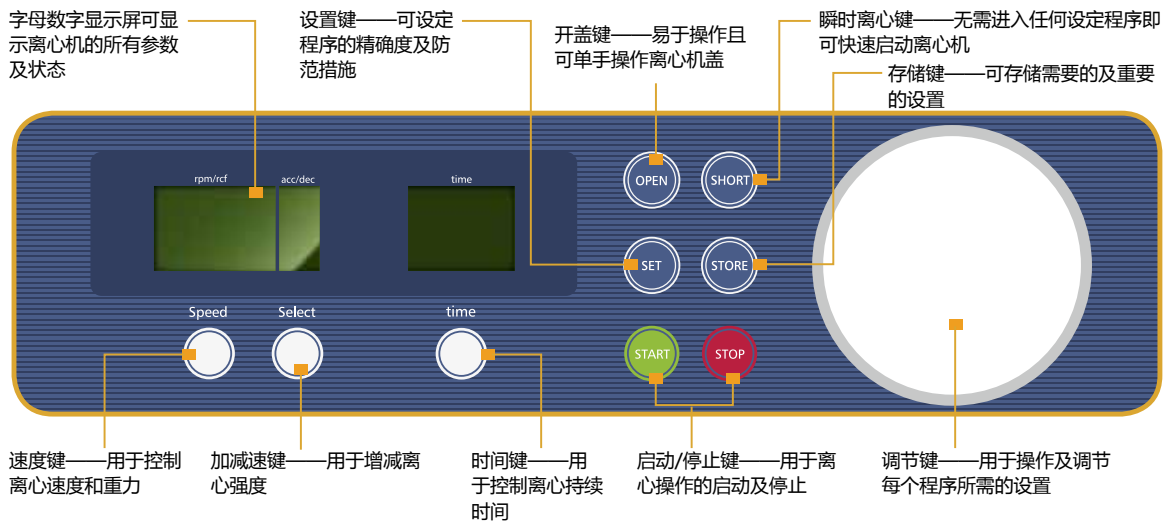 字母数字显示屏可显
示离心机的所有参数
及状态
设置键——可设定
程序的精确度及防
范措施
开盖键——易于操作且
可单手操作离心机盖
瞬时离心键——无需进入任何设定程序即
可快速启动离心机
存储键——可存储需要的及重要
的设置
rpm/rcf
acc/dec
time
OPEN
SHORT
SET
STORE
Speed
Select
time
START
STOP
速度键——用于控制
离心速度和重力
加减速键——用于增减离
心强度
时间键——用
于控制离心持续
时间
启动/停止键——用于离
心操作的启动及停止
调节键——用于操作及调节
每个程序所需的设置